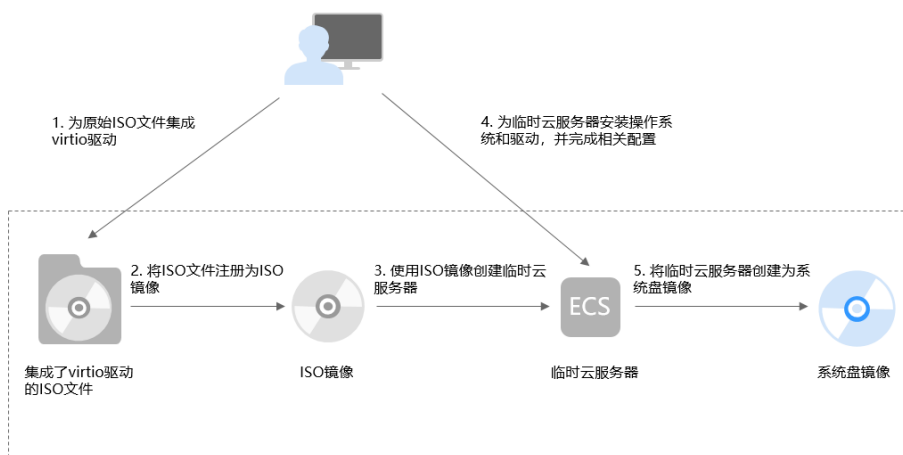 1. 为原始ISO文件集成
virtio驱动
4. 为临时云服务器安装操作系
统和驱动，并完成相关配置
2. 将ISO文件注册为ISO
镜像
3. 使用ISO镜像创建临时云
服务器
5. 将临时云服务器创建为系
统盘镜像
ECS
集成了virtio驱动
的ISO文件
ISO镜像
临时云服务器
系统盘镜像